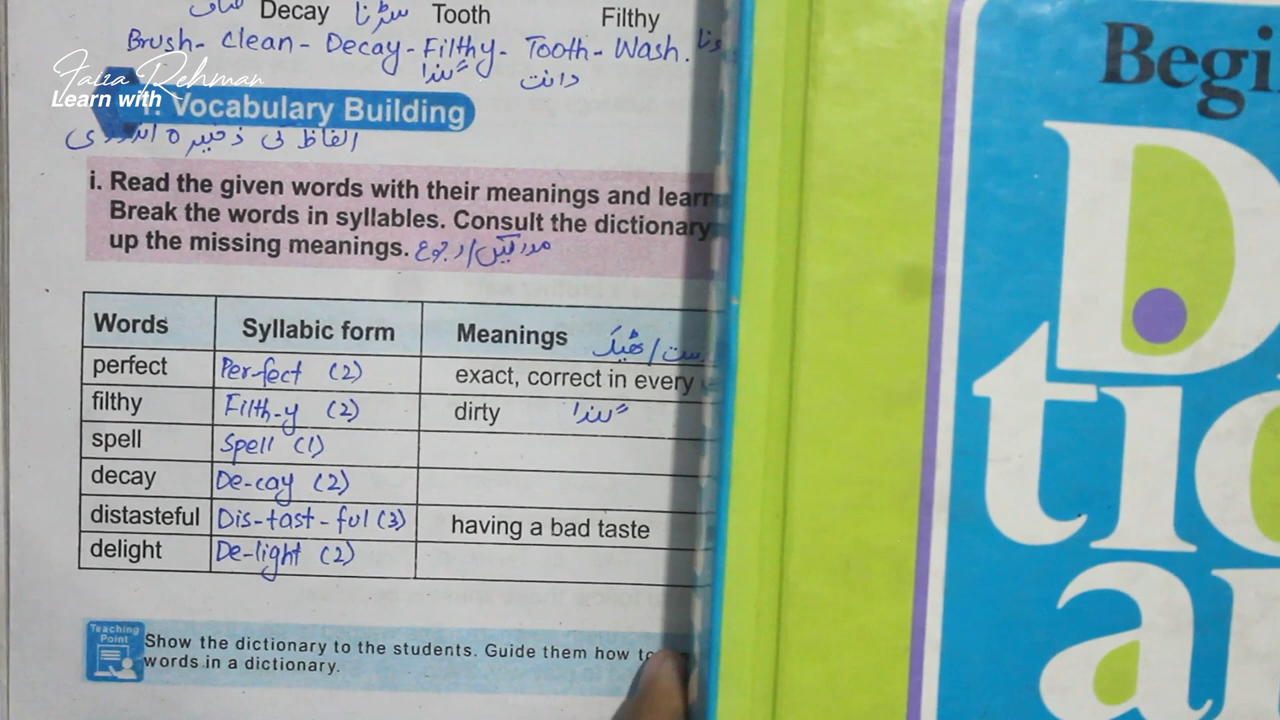 صاف
Decay سڑنا Tooth Filthy
Brush- Clean- Decay- Filthy- Tooth- Wash.
گندا دانت
Faiza Rehman
Learn with
1. Vocabulary Building
الفاظ کی ذخیرہ اندوزی
i. Read the given words with their meanings and learn
Break the words in syllables. Consult the dictionary
up the missing meanings. مدد لیں/رجوع
Words Syllabic form Meanings ٹھیک
perfect Per-fect (2) exact, correct in every
filthy Filth-y (2) dirty گندا
spell Spell (1)
decay De-cay (2)
distasteful Dis-tast-ful (3) having a bad taste
delight De-light (2)
Teaching
Point
Show the dictionary to the students. Guide them how to
words in a dictionary.
Begi
D
tic
a